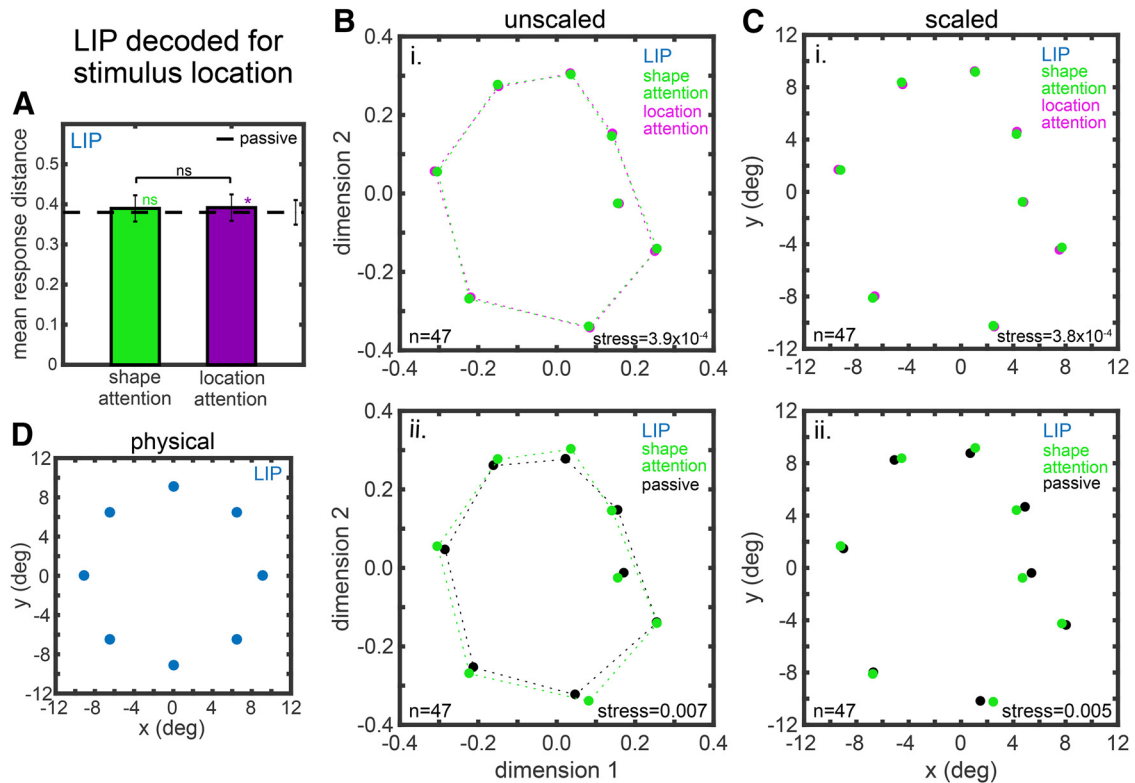 LIP decoded for
stimulus location
A
LIP
passive
ns
ns
*
mean response distance
0.5
0.4
0.3
0.2
0.1
0
shape
attention
location
attention
B
unscaled
i.
LIP
shape
attention
location
attention
dimension 2
0.4
0.2
0.0
-0.2
-0.4
n=47
stress=3.9x10-4
-0.4 -0.2 0.0 0.2 0.4
ii.
LIP
shape
attention
passive
dimension 2
0.4
0.2
0.0
-0.2
-0.4
n=47
stress=0.007
-0.4 -0.2 0.0 0.2 0.4
dimension 1
C
scaled
i.
LIP
shape
attention
location
attention
y (deg)
12
8
4
0
-4
-8
-12
n=47
stress=3.8x10-4
-12 -8 -4 0 4 8 12
ii.
LIP
shape
attention
passive
y (deg)
12
8
4
0
-4
-8
-12
n=47
stress=0.005
-12 -8 -4 0 4 8 12
x (deg)
D
physical
LIP
y (deg)
12
8
4
0
-4
-8
-12
-12 -8 -4 0 4 8 12
x (deg)